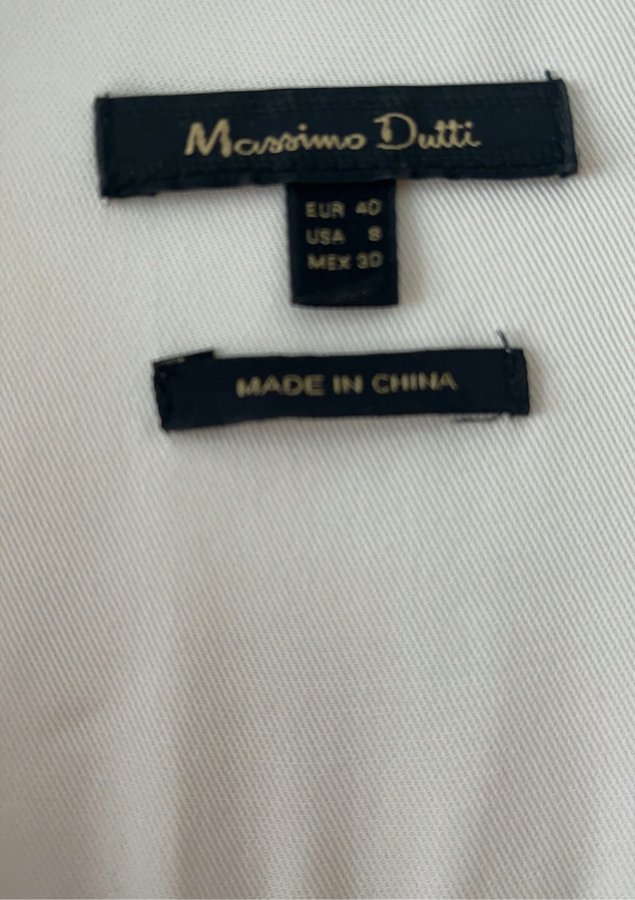 Massimo Dutti
EUR 40
USA 8
MEX 30
MADE IN CHINA